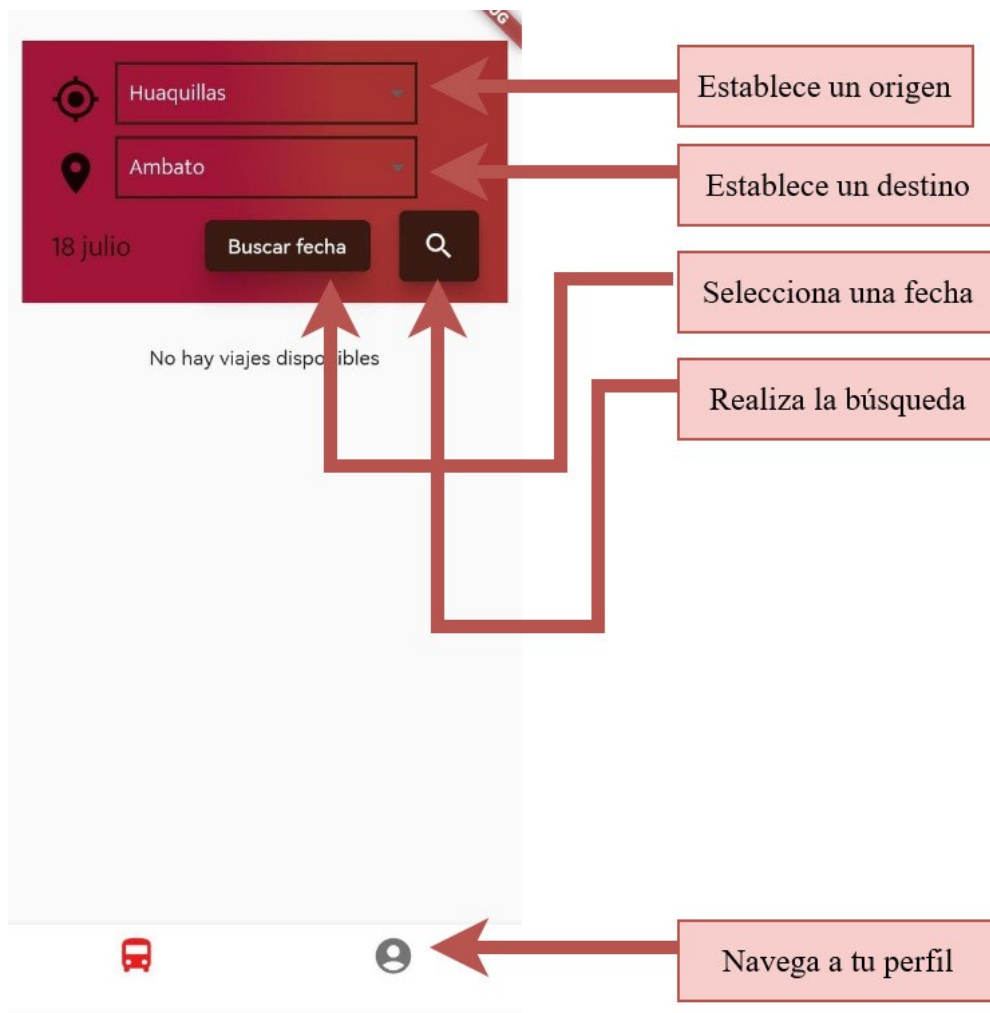 Huaquillas
Establece un origen
Ambato
Establece un destino
18 julio
Buscar fecha
Selecciona una fecha
No hay viajes disponibles
Realiza la búsqueda
Navega a tu perfil